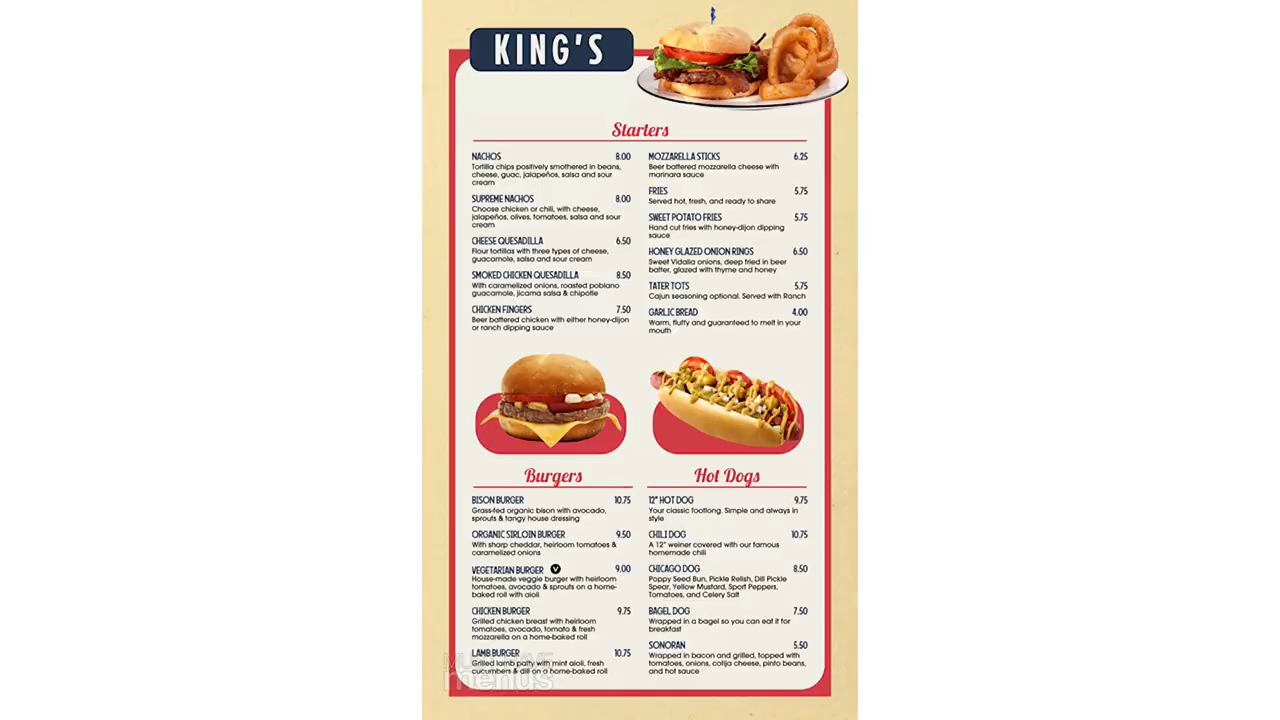 KING'S
Starters
NACHOS 8.00
Tortilla chips positively smothered in beans,
cheese, guac, jalapeños, salsa and sour
cream
SUPREME NACHOS 8.00
Choose chicken or chili, with cheese,
jalapeños, olives, tomatoes, salsa and sour
cream
CHEESE QUESADILLA 6.50
Flour tortillas with three types of cheese,
guacamole, salsa and sour cream
SMOKED CHICKEN QUESADILLA 8.50
With caramelized onions, roasted poblano
guacamole, jicama salsa & chipotle
CHICKEN FINGERS 7.50
Beer battered chicken with either honey-dijon
or ranch dipping sauce
MOZZARELLA STICKS 6.25
Beer battered mozzarella cheese with
marinara sauce
FRIES 5.75
Served hot, fresh, and ready to share
SWEET POTATO FRIES 5.75
Hand cut fries with honey-dijon dipping
sauce
HONEY GLAZED ONION RINGS 6.50
Sweet Vidalia onions, deep fried in beer
batter, glazed with thyme and honey
TATER TOTS 5.75
Cajun seasoning optional. Served with Ranch
GARLIC BREAD 4.00
Warm, fluffy and guaranteed to melt in your
mouth
Burgers
BISON BURGER 10.75
Grass-fed organic bison with avocado,
sprouts & tangy house dressing
ORGANIC SIRLOIN BURGER 9.50
With sharp cheddar, heirloom tomatoes &
caramelized onions
VEGETARIAN BURGER V 9.00
House-made veggie burger with heirloom
tomatoes, avocado & sprouts on a home-
baked roll with aioli
CHICKEN BURGER 9.75
Grilled chicken breast with heirloom
tomatoes, avocado, tomato & fresh
mozzarella on a home-baked roll
LAMB BURGER 10.75
Grilled lamb patty with mint aioli, fresh
cucumbers & dill on a home-baked roll
MUSTHAVE
menus
Hot Dogs
12" HOT DOG 9.75
Your classic footlong. Simple and always in
style
CHILI DOG 10.75
A 12" weiner covered with our famous
homemade chili
CHICAGO DOG 8.50
Poppy Seed Bun, Pickle Relish, Dill Pickle
Spear, Yellow Mustard, Sport Peppers,
Tomatoes, and Celery Salt
BAGEL DOG 7.50
Wrapped in a bagel so you can eat it for
breakfast
SONORAN 5.50
Wrapped in bacon and grilled, topped with
tomatoes, onions, cotija cheese, pinto beans,
and hot sauce